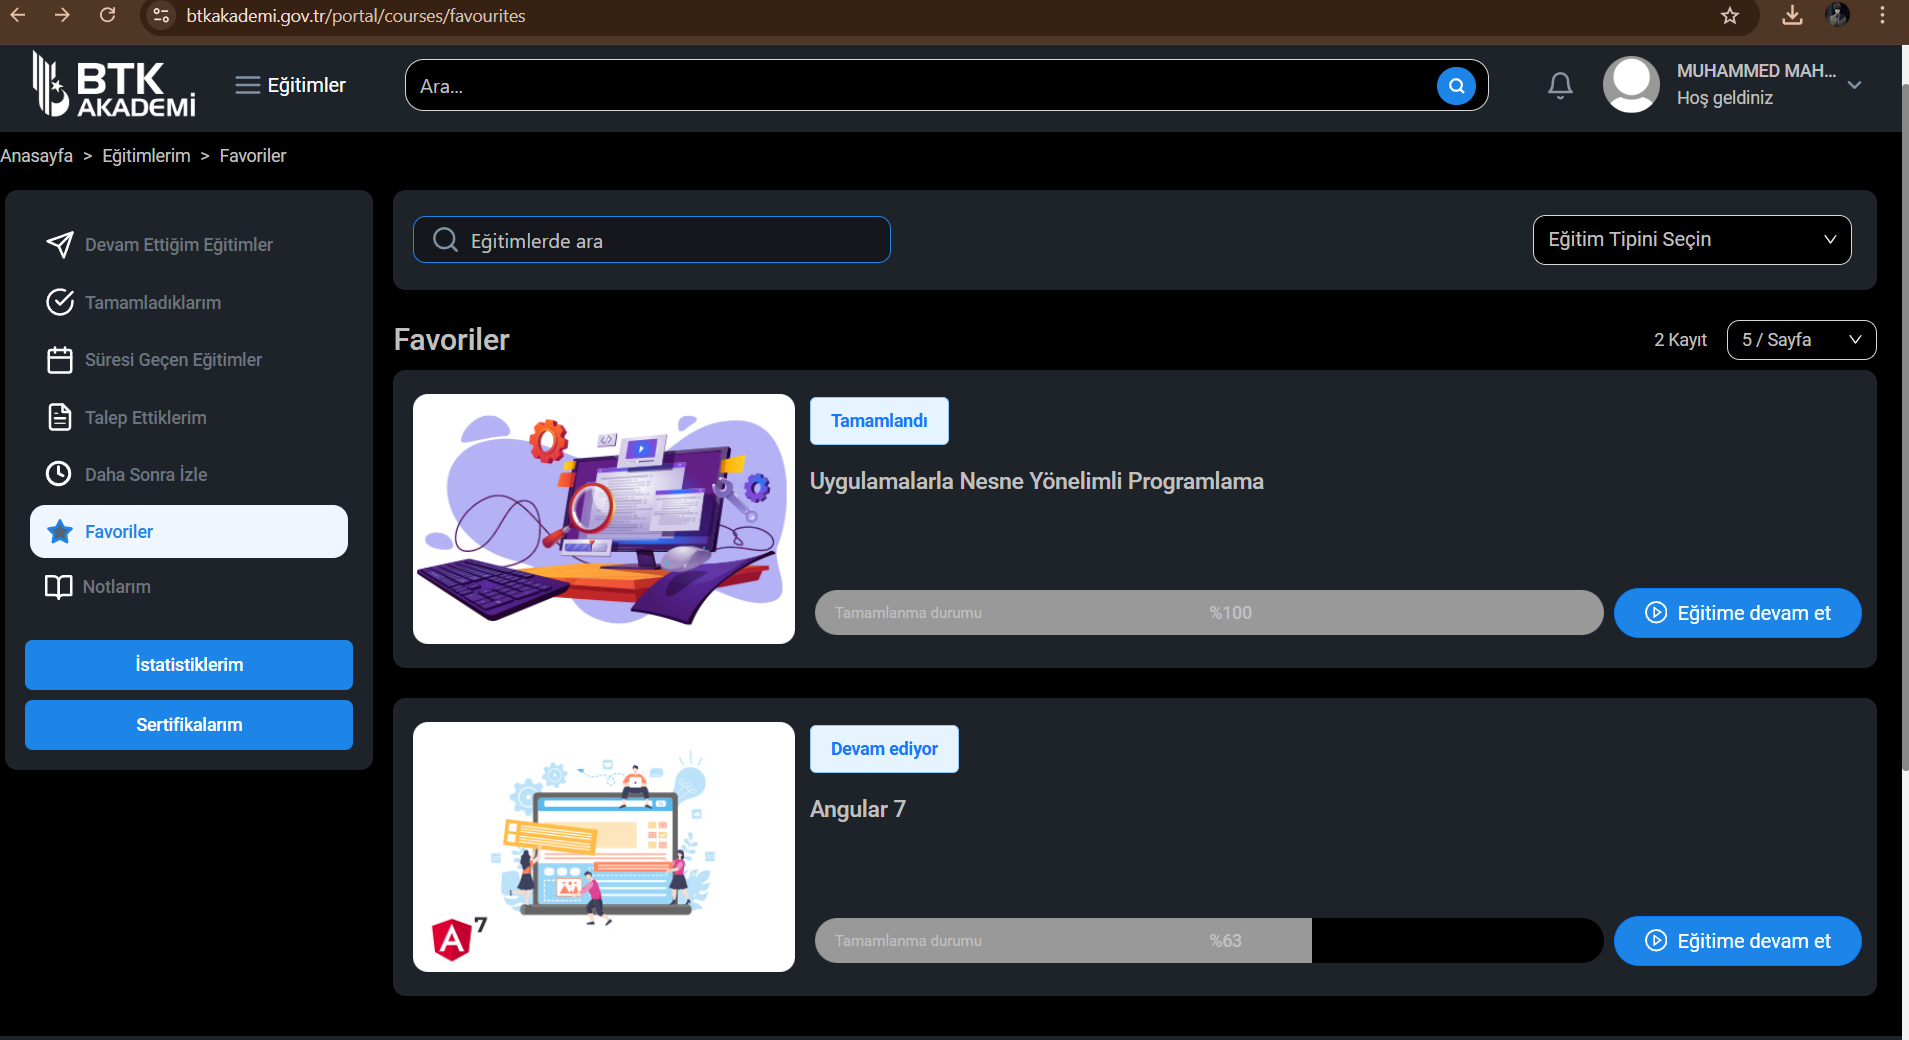 btkakademi.gov.tr/portal/courses/favourites
BTK
AKADEMİ
Eğitimler
Ara...
MUHAMMED MAH...
Hoş geldiniz
Anasayfa > Eğitimlerim > Favoriler
Devam Ettiğim Eğitimler
Tamamladıklarım
Süresi Geçen Eğitimler
Talep Ettiklerim
Daha Sonra İzle
Favoriler
Notlarım
İstatistiklerim
Sertifikalarım
Eğitimlerde ara
Eğitim Tipini Seçin
Favoriler
2 Kayıt
5 / Sayfa
Tamamlandı
Uygulamalarla Nesne Yönelimli Programlama
Tamamlanma durumu %100
Eğitime devam et
Devam ediyor
Angular 7
A 7
Tamamlanma durumu %63
Eğitime devam et